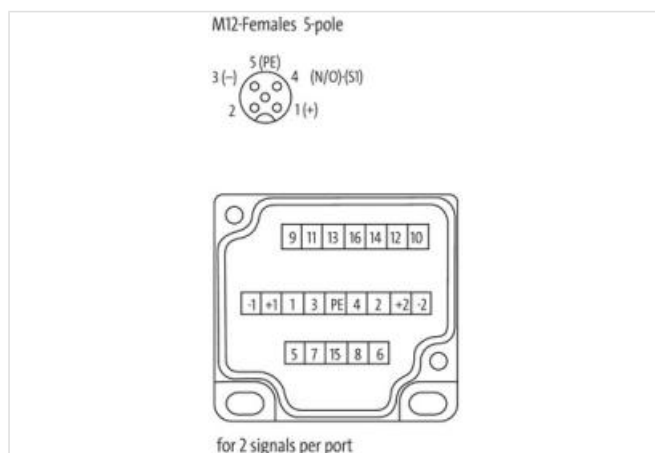 M12-Females 5-pole
5 (PE)
3 (–) 4 (N/O)-(S1)
2 1 (+)
9 11 13 16 14 12 10
-1 +1 1 3 PE 4 2 +2 -2
5 7 15 8 6
for 2 signals per port